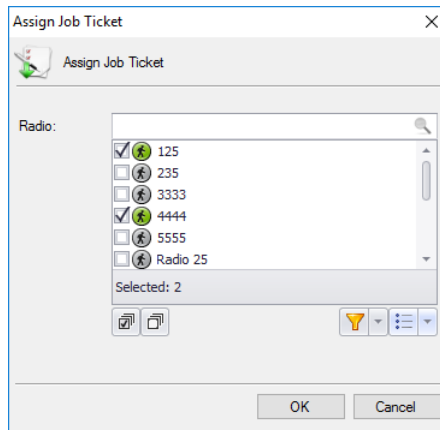 Assign Job Ticket
Assign Job Ticket
Radio:
125
235
3333
4444
5555
Radio 25
Selected: 2
OK
Cancel